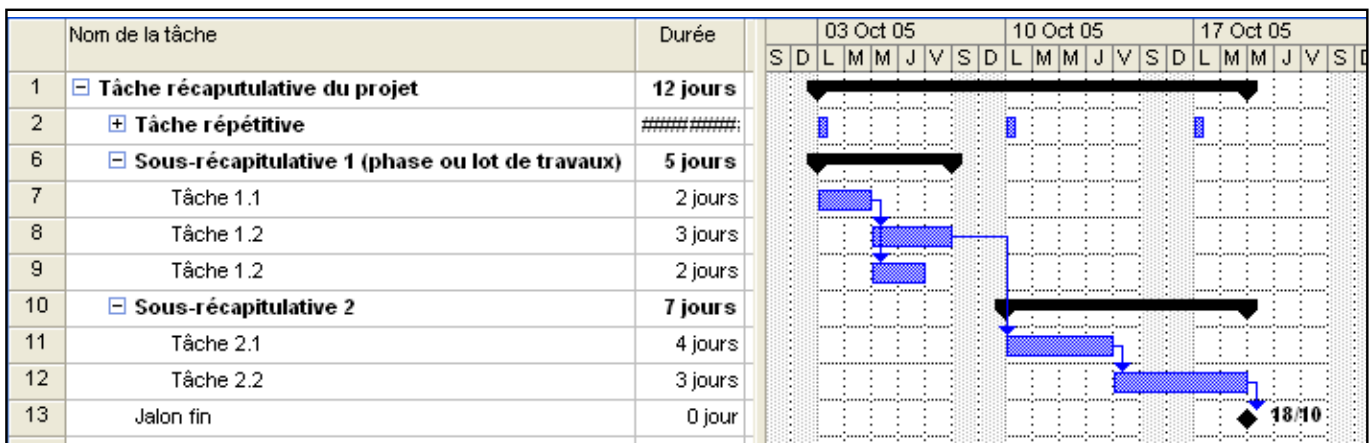 Nom de la tâche Durée 03 Oct 05 10 Oct 05 17 Oct 05
S D L M M J V S D L M M J V S D L M M J V S D
1 Tâche récaputulative du projet 12 jours
2 Tâche répétitive #########
6 Sous-récapitulative 1 (phase ou lot de travaux) 5 jours
7 Tâche 1.1 2 jours
8 Tâche 1.2 3 jours
9 Tâche 1.2 2 jours
10 Sous-récapitulative 2 7 jours
11 Tâche 2.1 4 jours
12 Tâche 2.2 3 jours
13 Jalon fin 0 jour 18/10